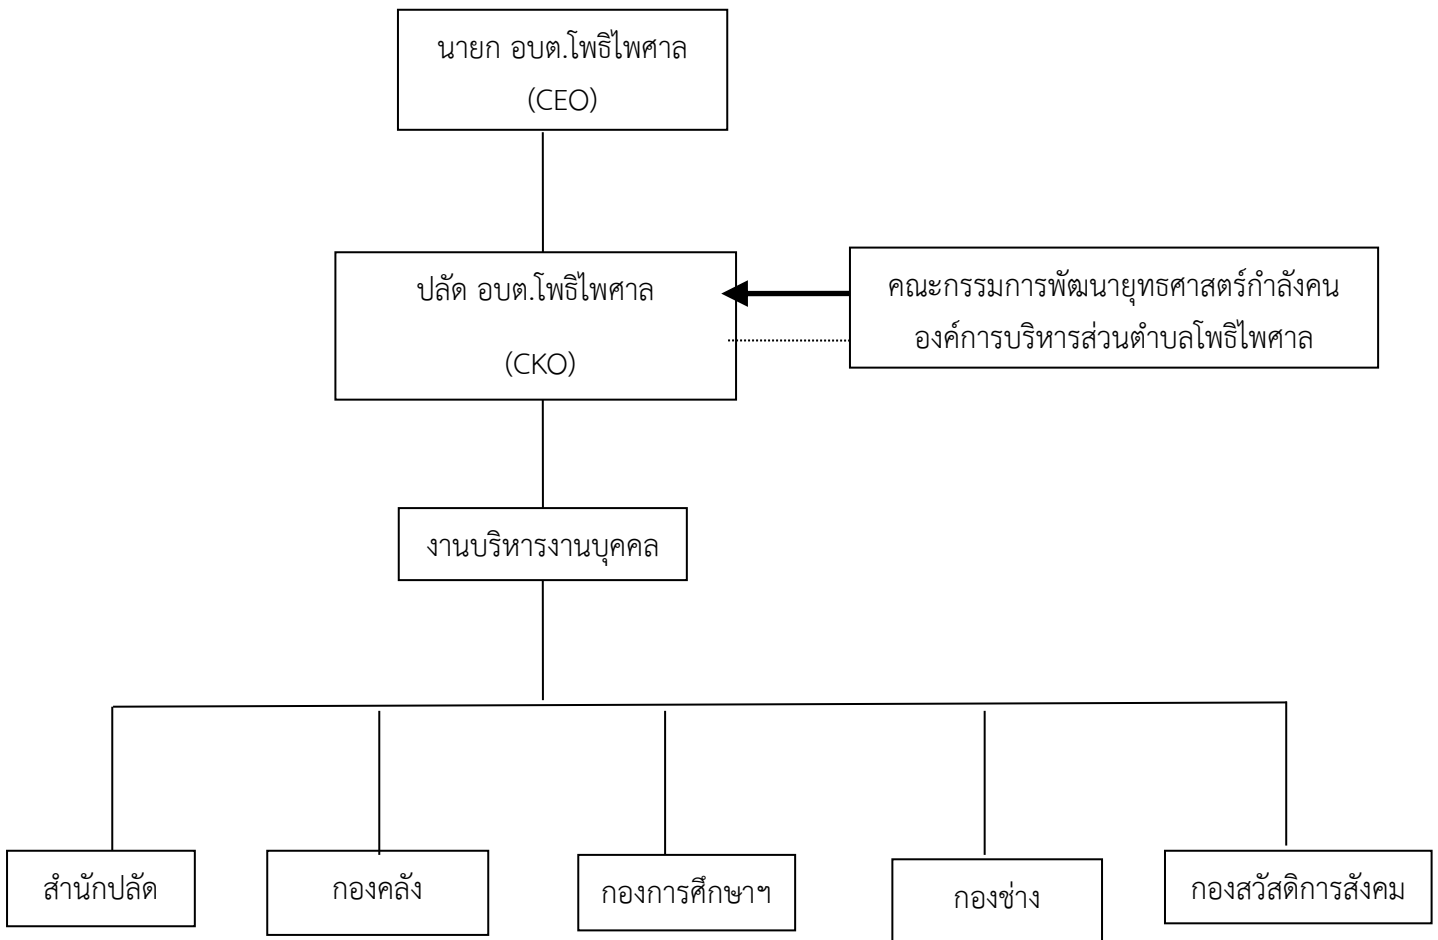 นายก อบต.โพธิไพศาล
(CEO)
ปลัด อบต.โพธิไพศาล
(CKO)
คณะกรรมการพัฒนายุทธศาสตร์กำลังคน
องค์การบริหารส่วนตำบลโพธิไพศาล
งานบริหารงานบุคคล
สำนักปลัด
กองคลัง
กองการศึกษาฯ
กองช่าง
กองสวัสดิการสังคม